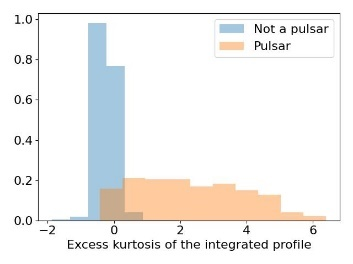 1.0
0.8
0.6
0.4
0.2
0.0
Not a pulsar
Pulsar
−2 0 2 4 6
Excess kurtosis of the integrated profile